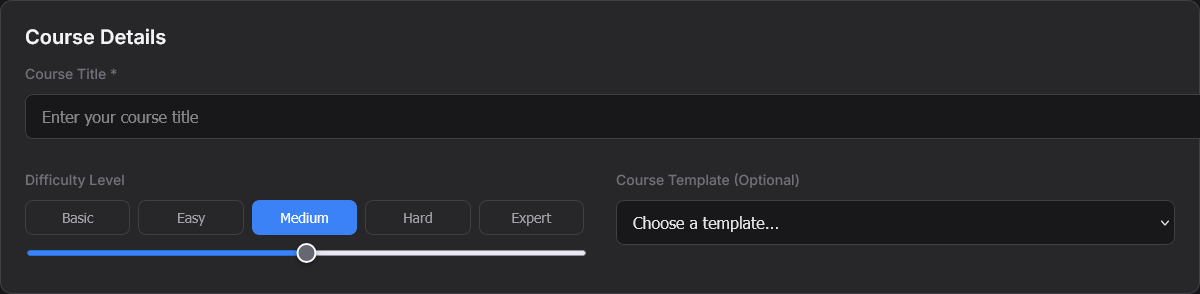 Course Details
Course Title *
Enter your course title
Difficulty Level
Course Template (Optional)
Basic
Easy
Medium
Hard
Expert
Choose a template...